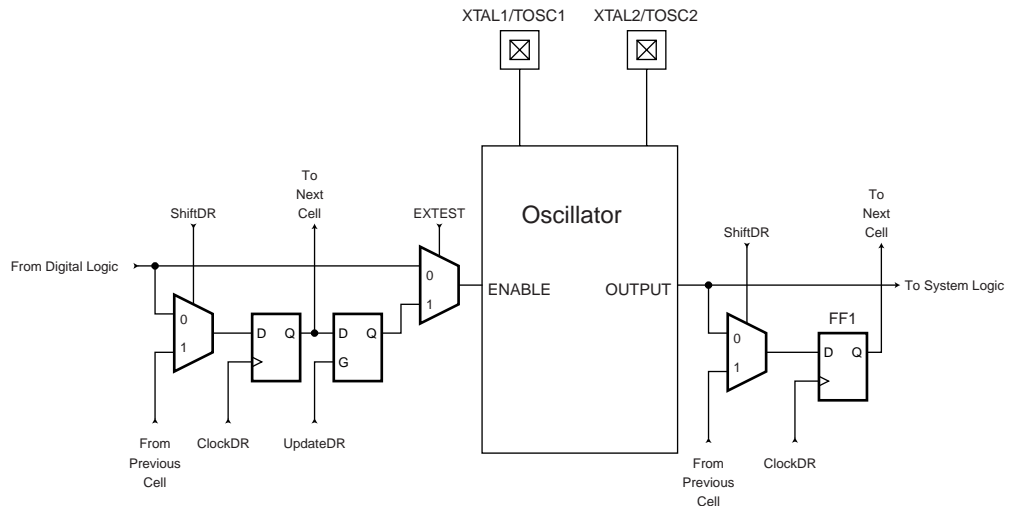 XTAL1/TOSC1 XTAL2/TOSC2
To
Next
Cell
ShiftDR
EXTEST
Oscillator
To
Next
Cell
ShiftDR
From Digital Logic
0
1
ENABLE
OUTPUT
To System Logic
0
1
D Q
D Q
G
FF1
0
1
D Q
From
Previous
Cell
ClockDR
UpdateDR
From
Previous
Cell
ClockDR